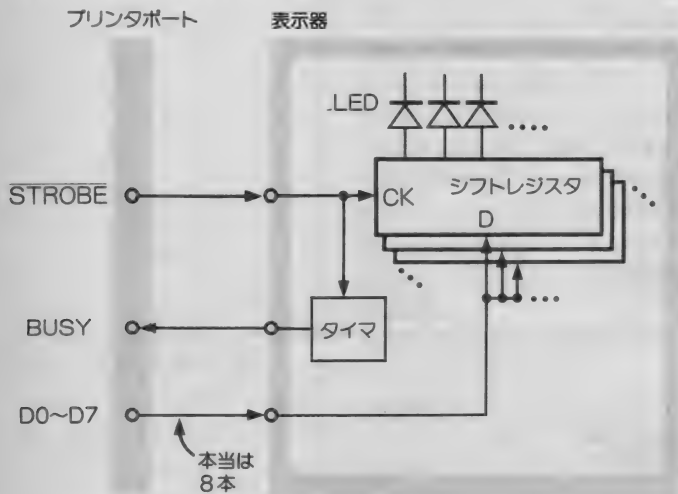 プリンタポート
表示器
LED
STROBE
CK
シフトレジスタ
D
BUSY
タイマ
D0〜D7
本当は
8本